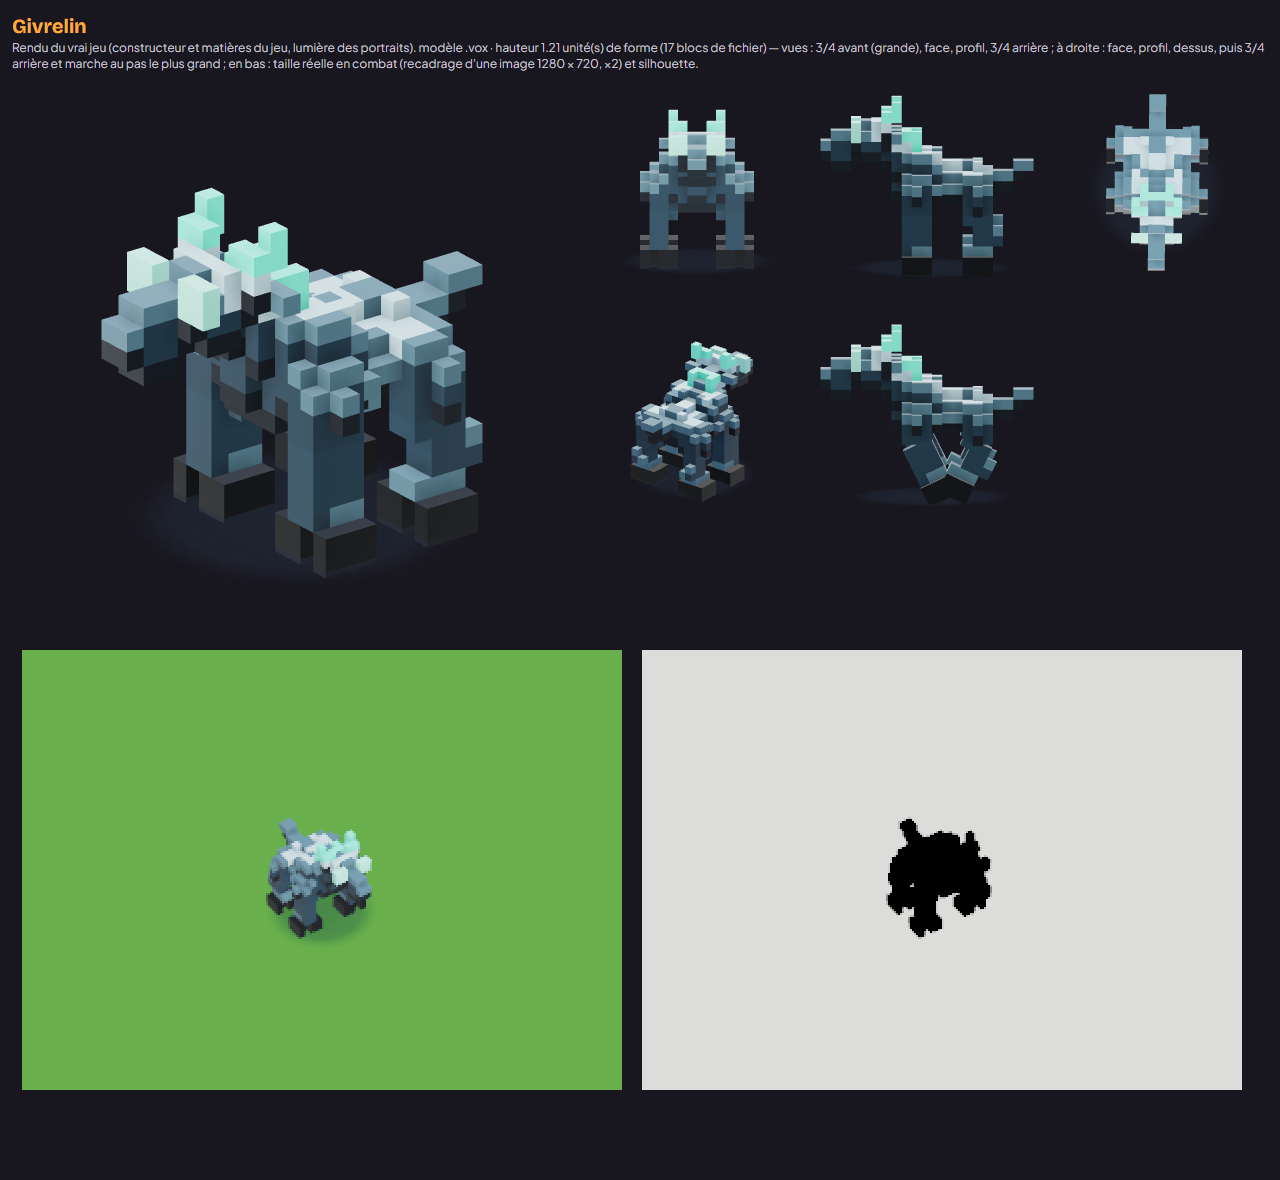 Givrelin
Rendu du vrai jeu (constructeur et matières du jeu, lumière des portraits). modèle .vox · hauteur 1.21 unité(s) de forme (17 blocs de fichier) — vues : 3/4 avant (grande), face, profil, 3/4 arrière ; à droite : face, profil, dessus, puis 3/4
arrière et marche au pas le plus grand ; en bas : taille réelle en combat (recadrage d'une image 1280 × 720, ×2) et silhouette.